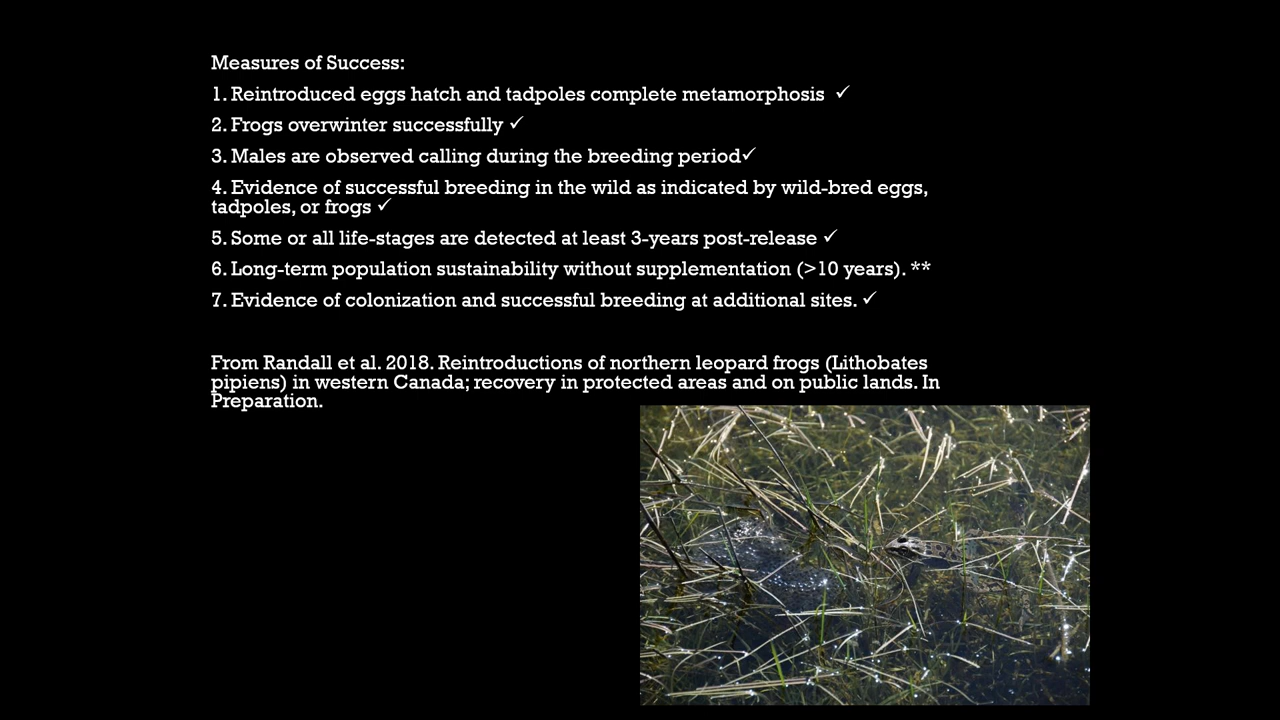 Measures of Success:
1. Reintroduced eggs hatch and tadpoles complete metamorphosis ✓
2. Frogs overwinter successfully ✓
3. Males are observed calling during the breeding period✓
4. Evidence of successful breeding in the wild as indicated by wild-bred eggs,
tadpoles, or frogs ✓
5. Some or all life-stages are detected at least 3-years post-release ✓
6. Long-term population sustainability without supplementation (>10 years). **
7. Evidence of colonization and successful breeding at additional sites. ✓
From Randall et al. 2018. Reintroductions of northern leopard frogs (Lithobates
pipiens) in western Canada; recovery in protected areas and on public lands. In
Preparation.